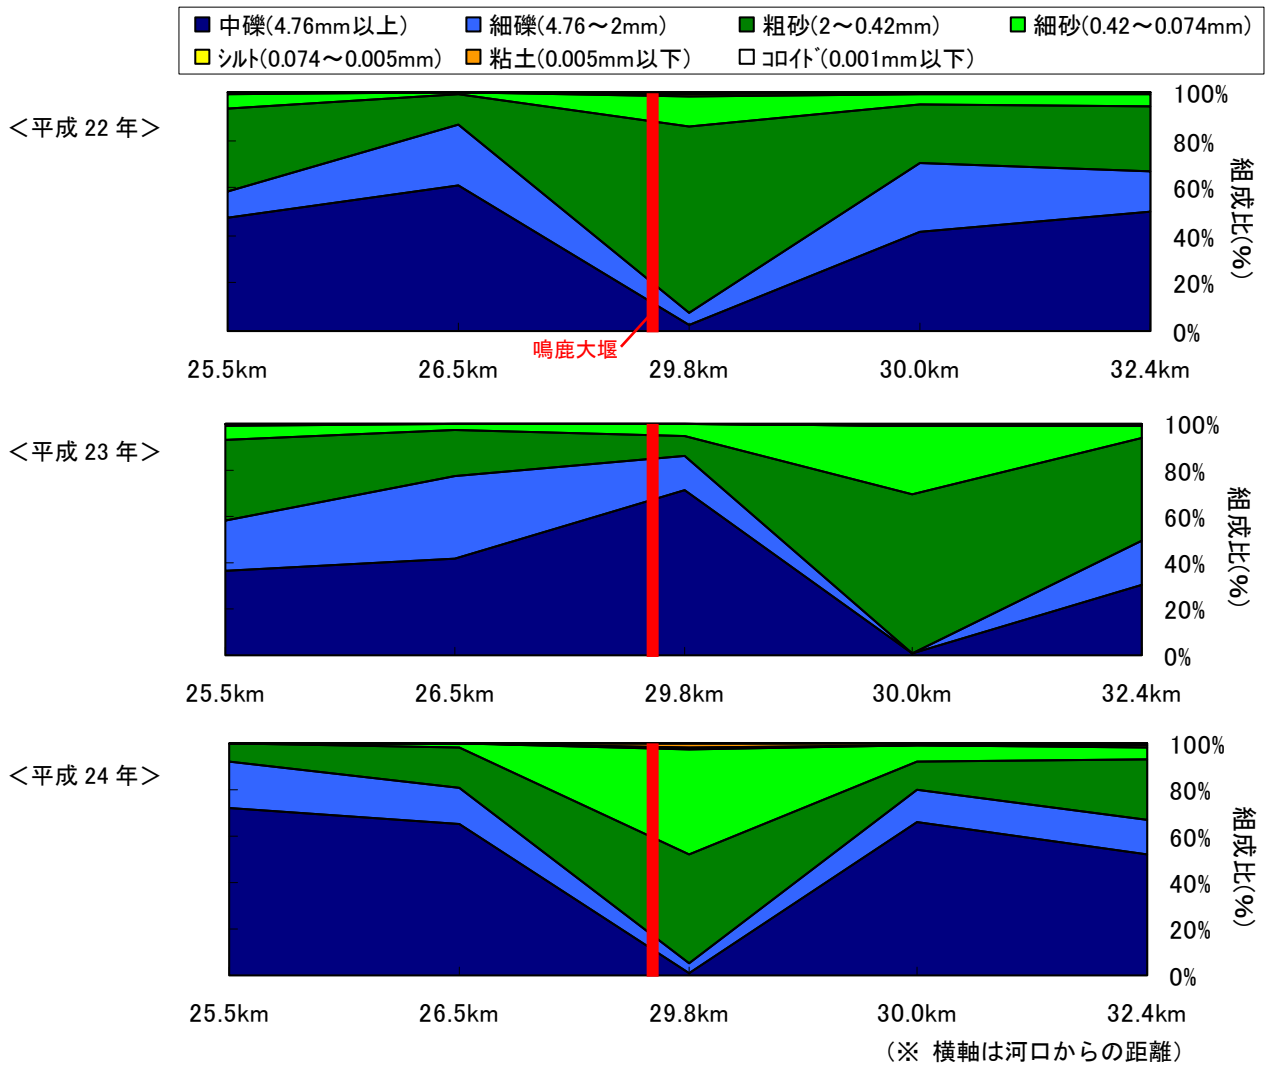 中礫(4.76mm以上) 細礫(4.76～2mm) 粗砂(2～0.42mm) 細砂(0.42～0.074mm)
ｼﾙﾄ(0.074～0.005mm) 粘土(0.005mm以下) ｺﾛｲﾄﾞ(0.001mm以下)
＜平成 22 年＞
100%
80%
60%
40%
20%
0%
組成比(%)
鳴鹿大堰
25.5km 26.5km 29.8km 30.0km 32.4km
＜平成 23 年＞
100%
80%
60%
40%
20%
0%
組成比(%)
25.5km 26.5km 29.8km 30.0km 32.4km
＜平成 24 年＞
100%
80%
60%
40%
20%
0%
組成比(%)
25.5km 26.5km 29.8km 30.0km 32.4km
（※ 横軸は河口からの距離）